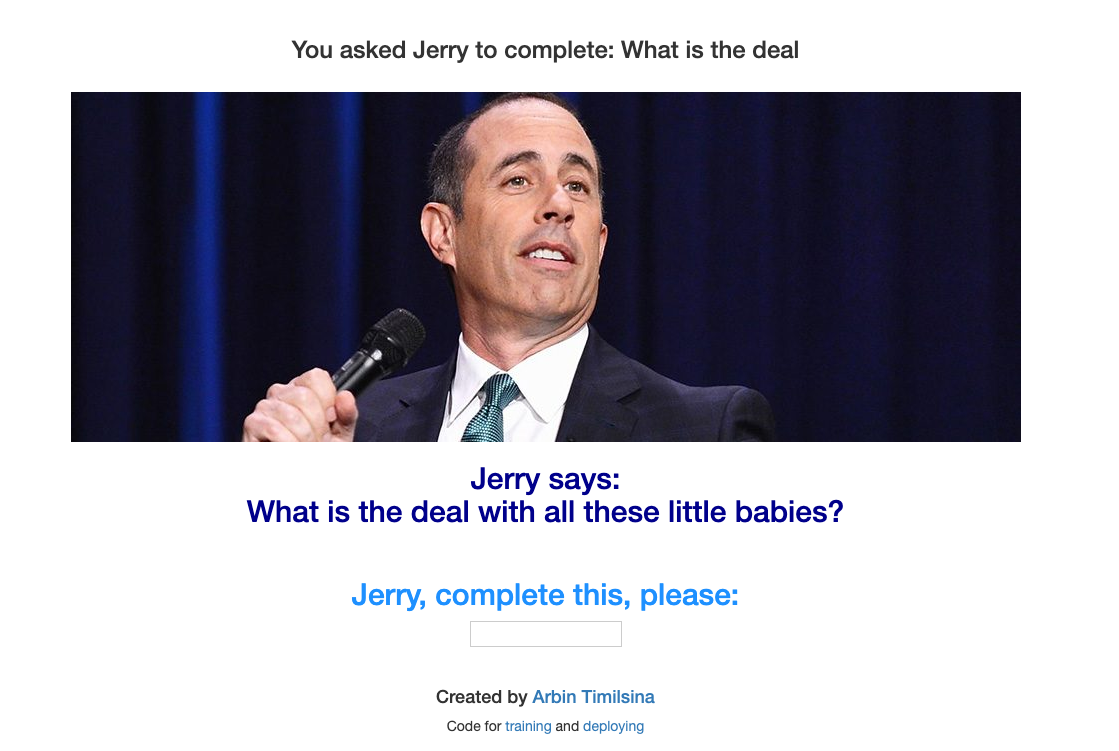 You asked Jerry to complete: What is the deal
Jerry says:
What is the deal with all these little babies?
Jerry, complete this, please:
Created by Arbin Timilsina
Code for training and deploying